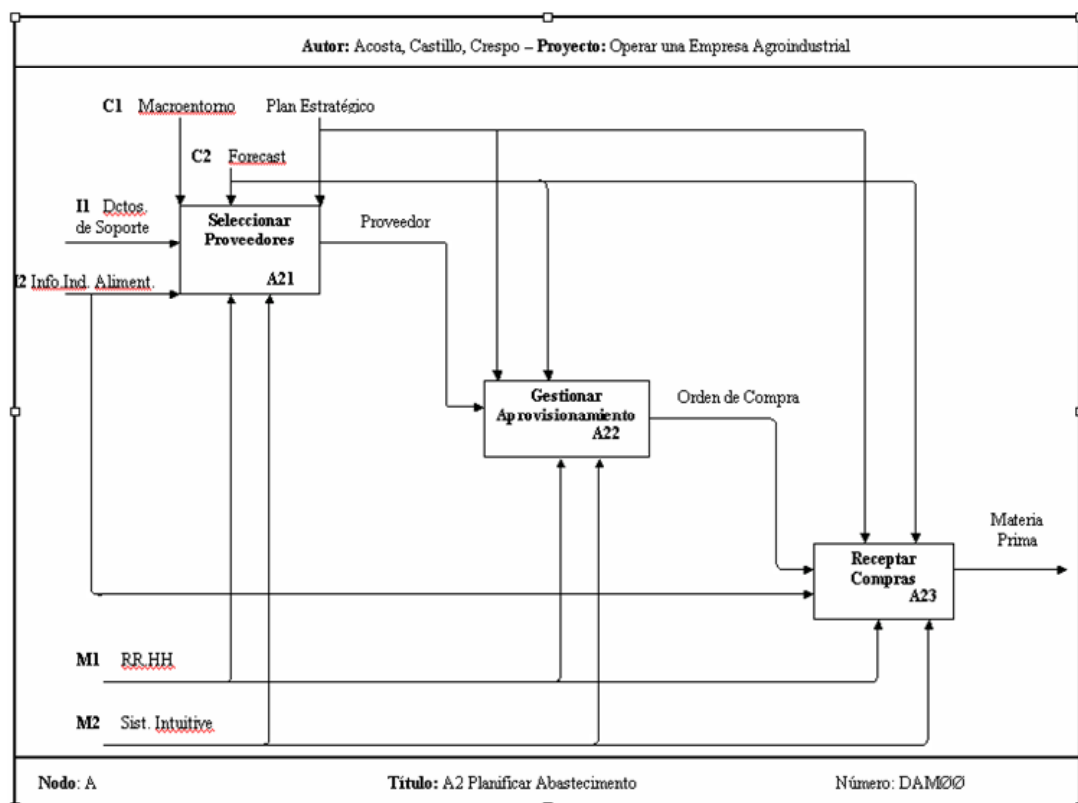 Autor: Acosta, Castillo, Crespo – Proyecto: Operar una Empresa Agroindustrial
C1 Macroentorno
Plan Estratégico
C2 Forecast
I1 Dctos.
de Soporte
Seleccionar
Proveedores
A21
Proveedor
I2 Info.Ind. Aliment.
Gestionar
Aprovisionamiento
A22
Orden de Compra
Materia
Prima
Receptar
Compras
A23
M1 RR.HH
M2 Sist. Intuitive
Nodo: A
Título: A2 Planificar Abastecimento
Número: DAMØØ